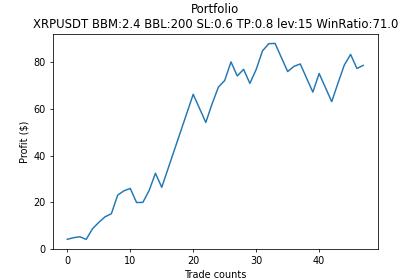 Portfolio
XRPUSDT BBM:2.4 BBL:200 SL:0.6 TP:0.8 lev:15 WinRatio:71.0
80
60
40
20
0
Profit ($)
0 10 20 30 40
Trade counts